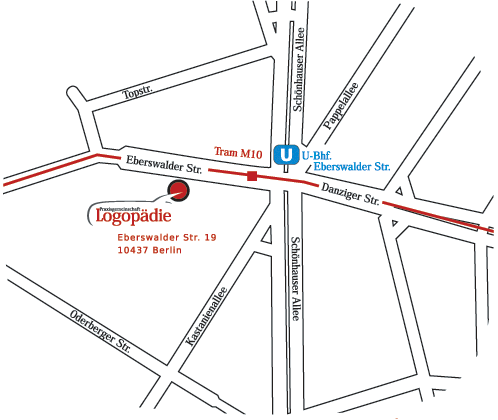 Schönhauser Allee
Topstr.
Pappelallee
Tram M10
U
U-Bhf.
Eberswalder Str.
Eberswalder Str.
Danziger Str.
Praxisgemeinschaft
Logopädie
Eberswalder Str. 19
10437 Berlin
Schönhauser Allee
Kastanienallee
Oderberger Str.